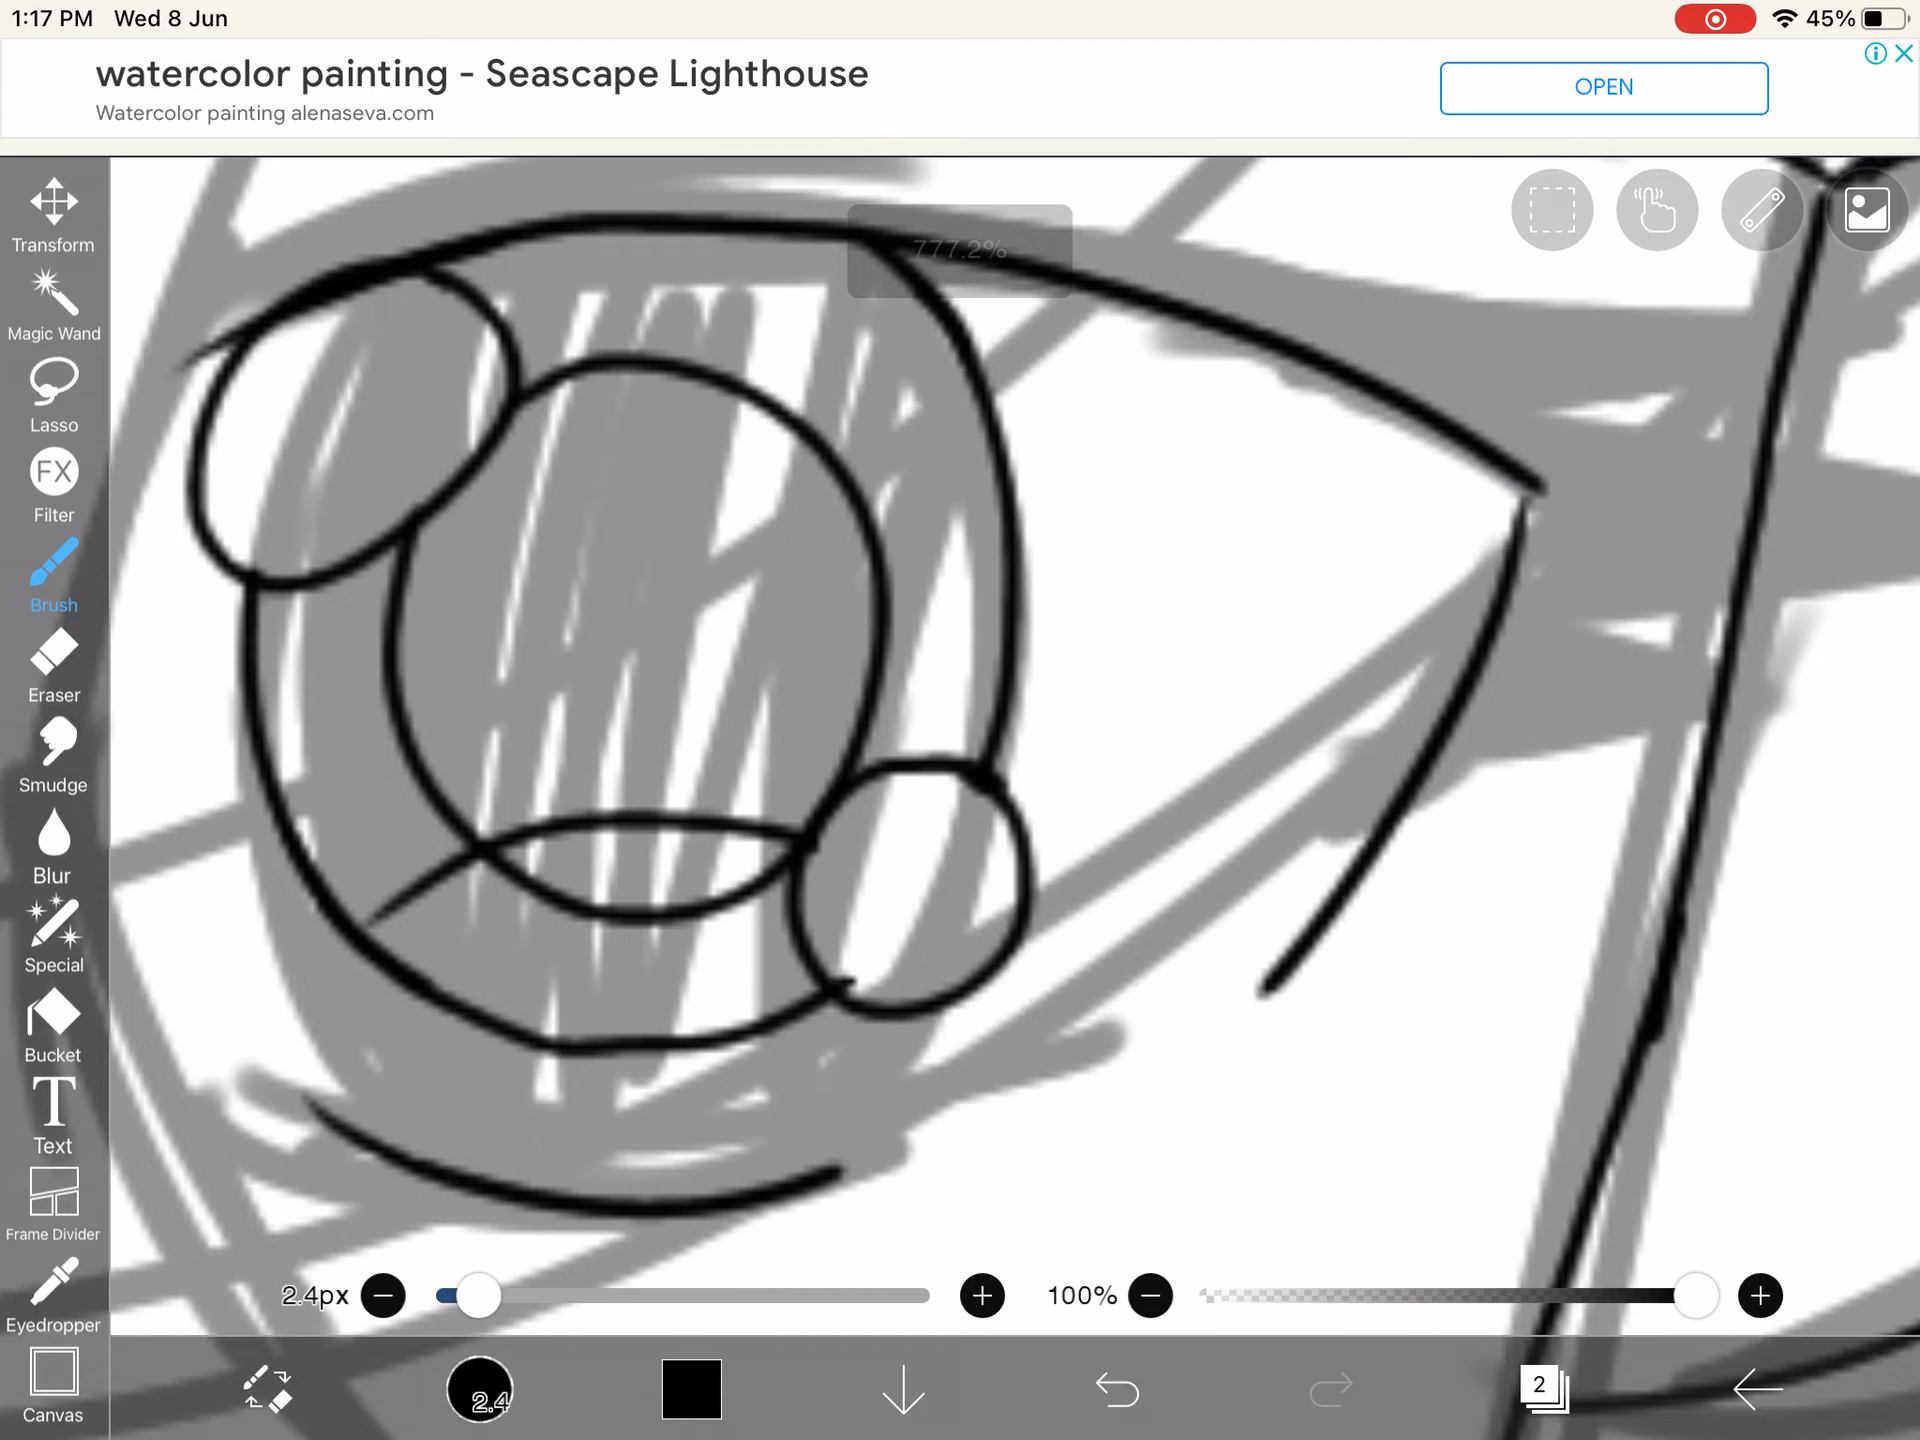 1:17 PM Wed 8 Jun
45%
watercolor painting - Seascape Lighthouse
Watercolor painting alenaseva.com
OPEN
777.2%
Transform
Magic Wand
Lasso
FX
Filter
Brush
Eraser
Smudge
Blur
Special
Bucket
T
Text
Frame Divider
Eyedropper
Canvas
2.4px
100%
2.4
2